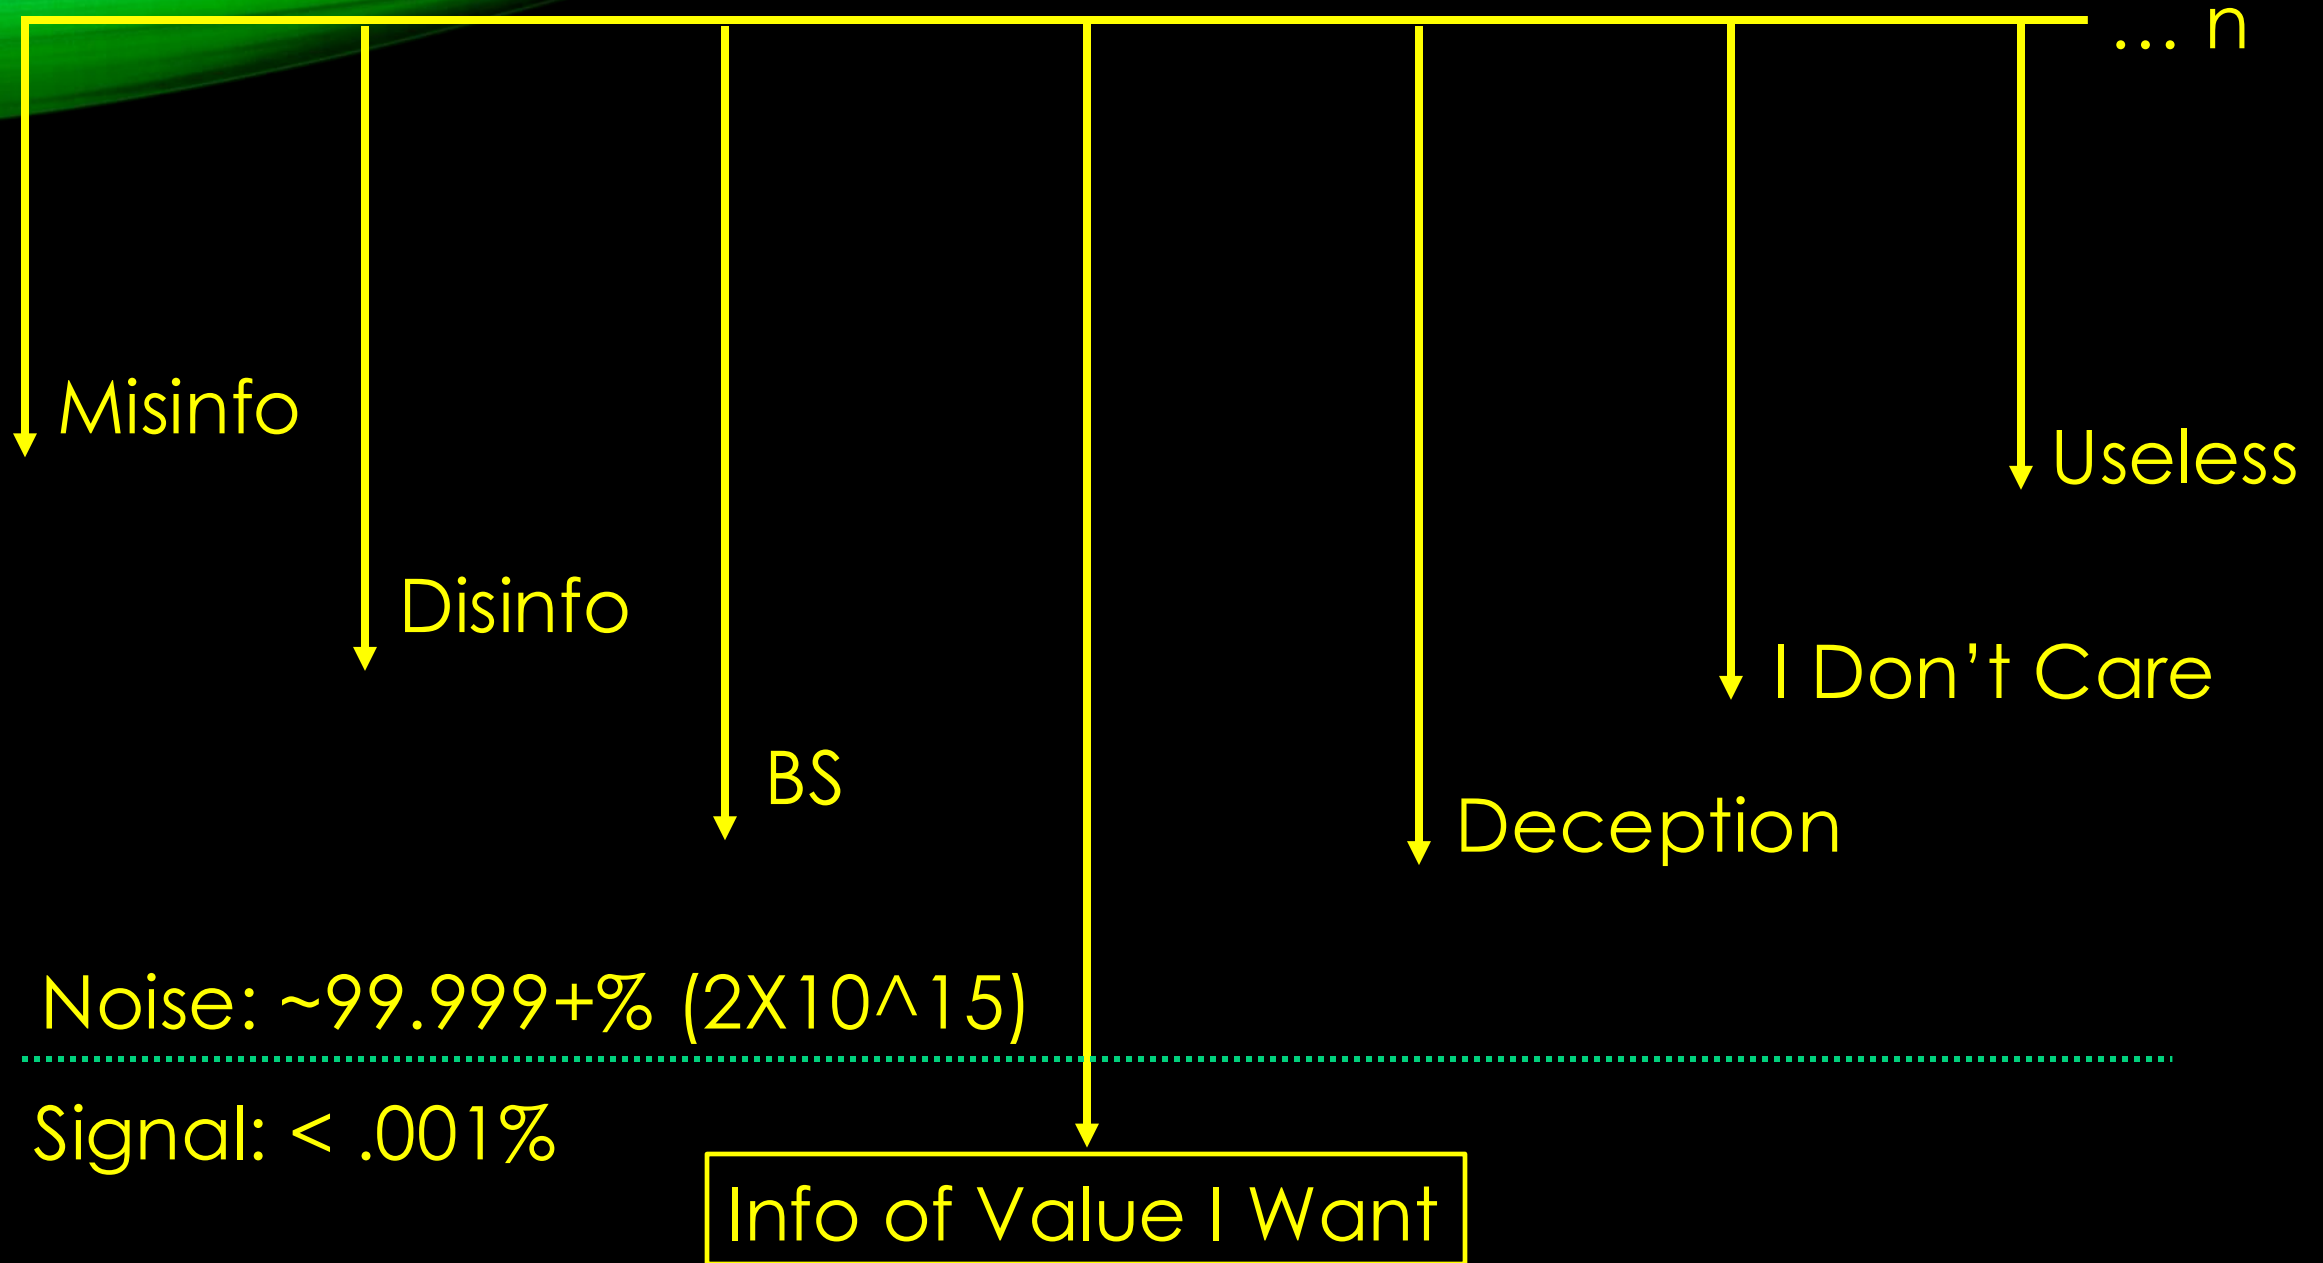 ... n
Misinfo
Useless
Disinfo
I Don’t Care
BS
Deception
Noise: ~99.999+% (2X10^15)
Signal: < .001%
Info of Value I Want